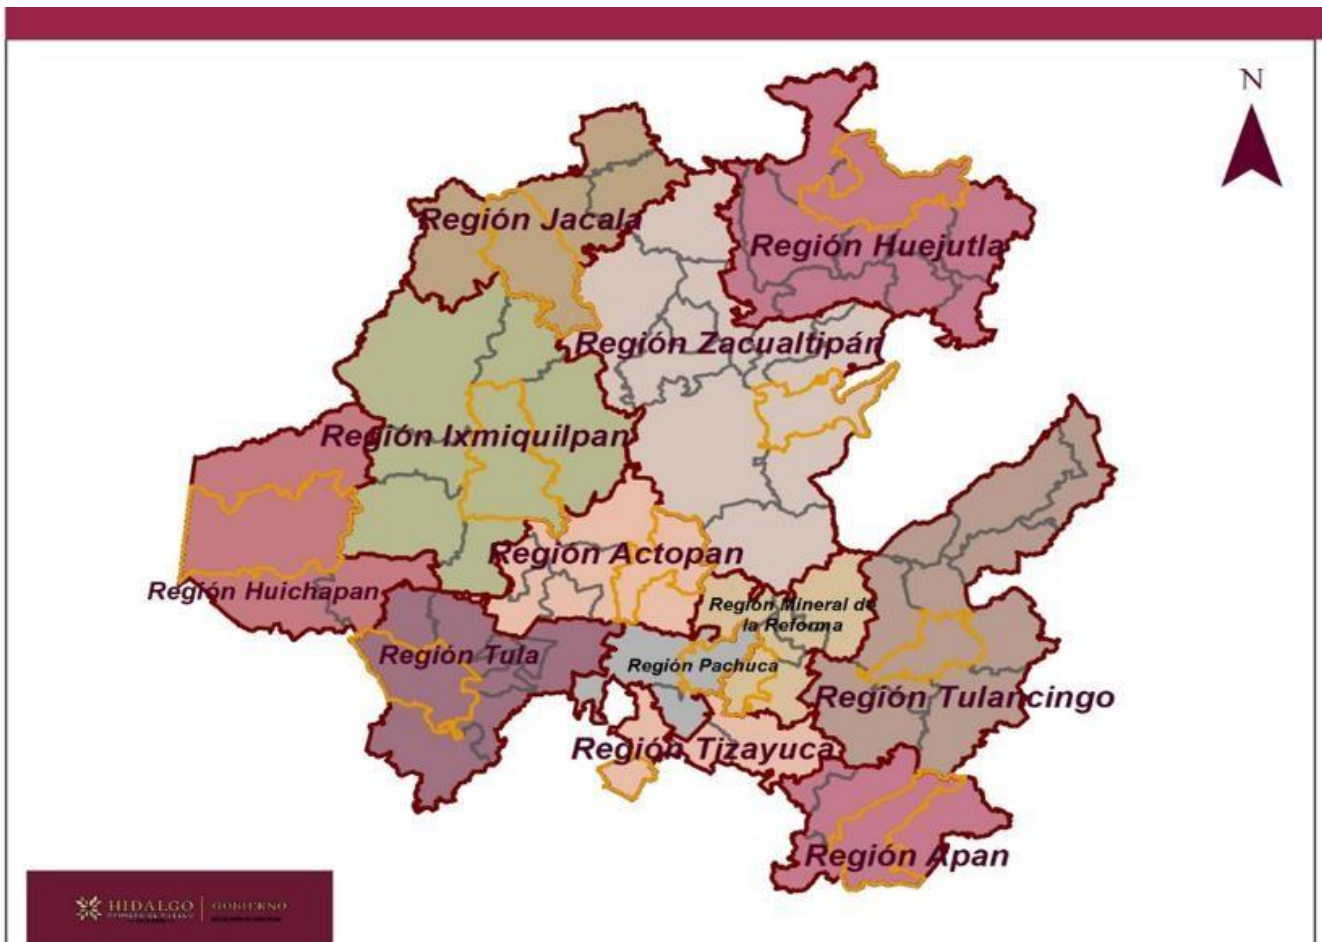 N
Región Jacala
Región Huejutla
Región Zacualtipán
Región Ixmiquilpan
Región Actopan
Región Huichapan
Región Mineral de
la Reforma
Región Tula
Región Pachuca
Región Tulancingo
Región Tizayuca
Región Apan
HIDALGO
GOBIERNO